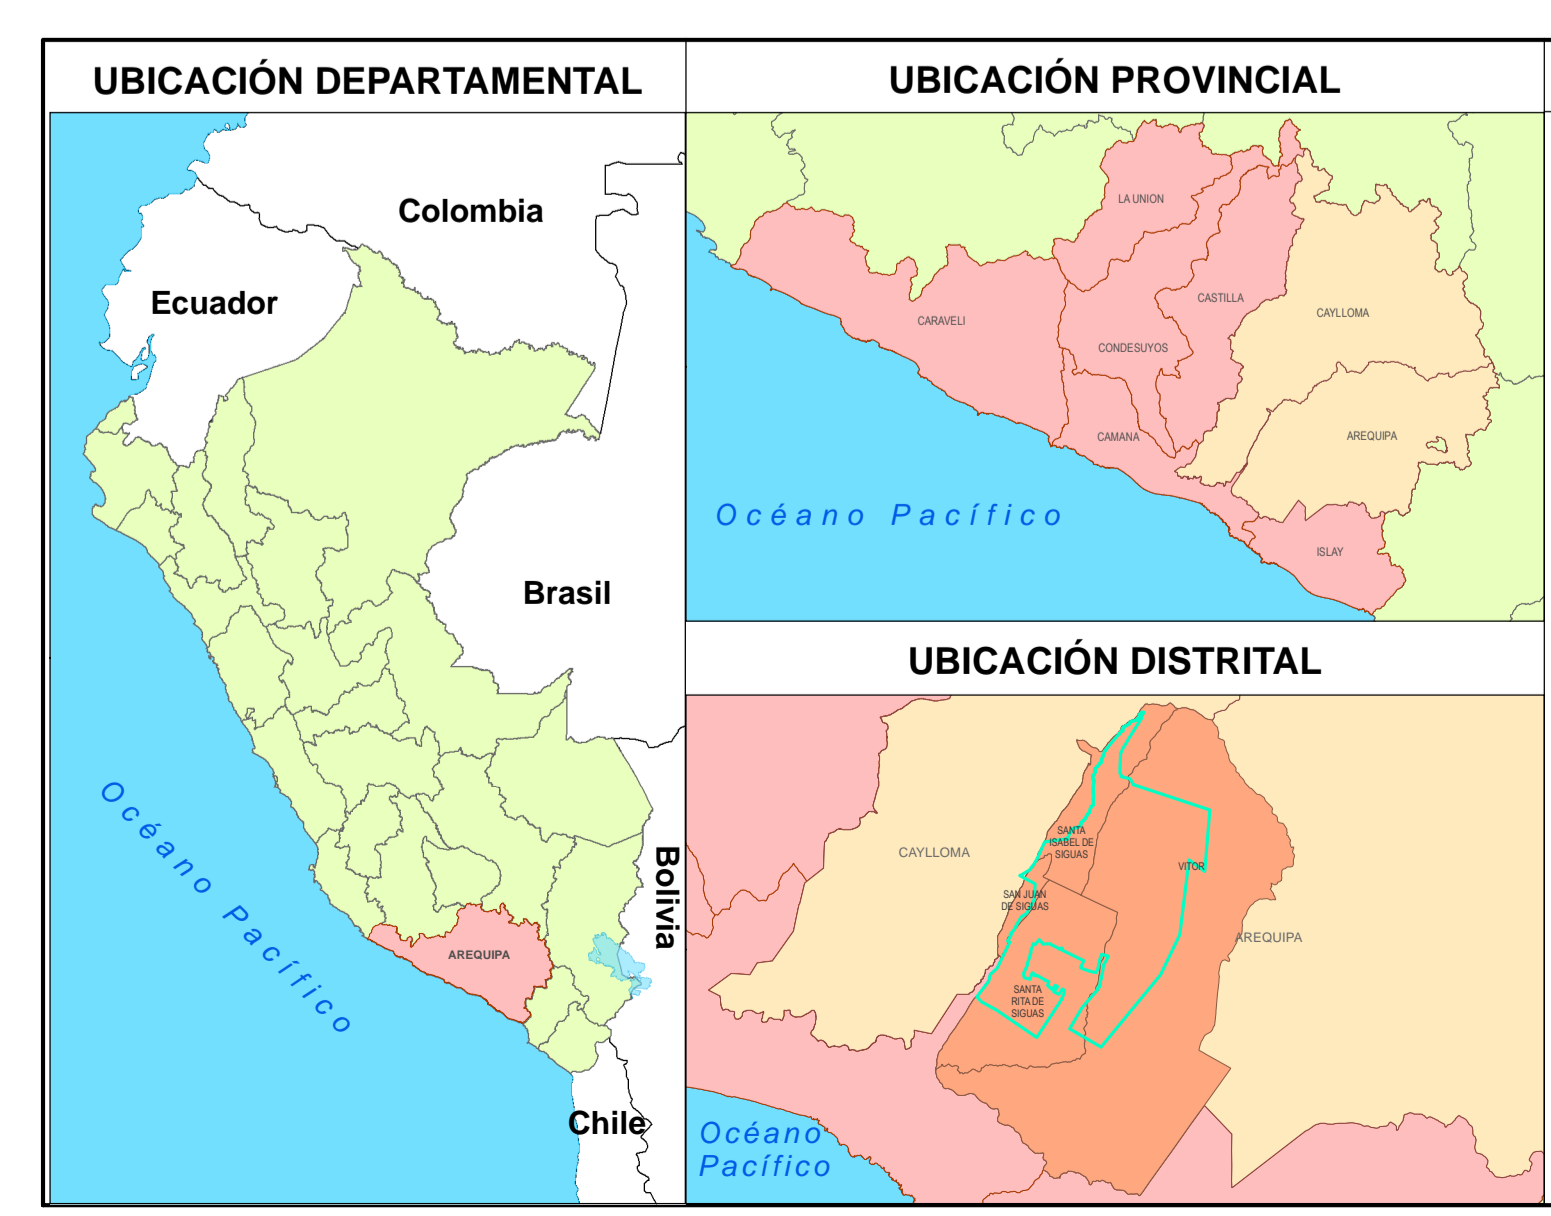 UBICACIÓN DEPARTAMENTAL
Colombia
Ecuador
Brasil
Bolivia
AREQUIPA
Océano Pacífico
Chile
UBICACIÓN PROVINCIAL
LA UNION
CASTILLA
CAYLLOMA
CARAVELI
CONDESUYOS
CAMANA
AREQUIPA
Océano Pacífico
ISLAY
UBICACIÓN DISTRITAL
SANTA
ISABEL DE
SIGUAS
CAYLLOMA
VITOR
SAN JUAN
DE SIGUAS
AREQUIPA
SANTA
RITA DE
SIGUAS
Océano
Pacífico